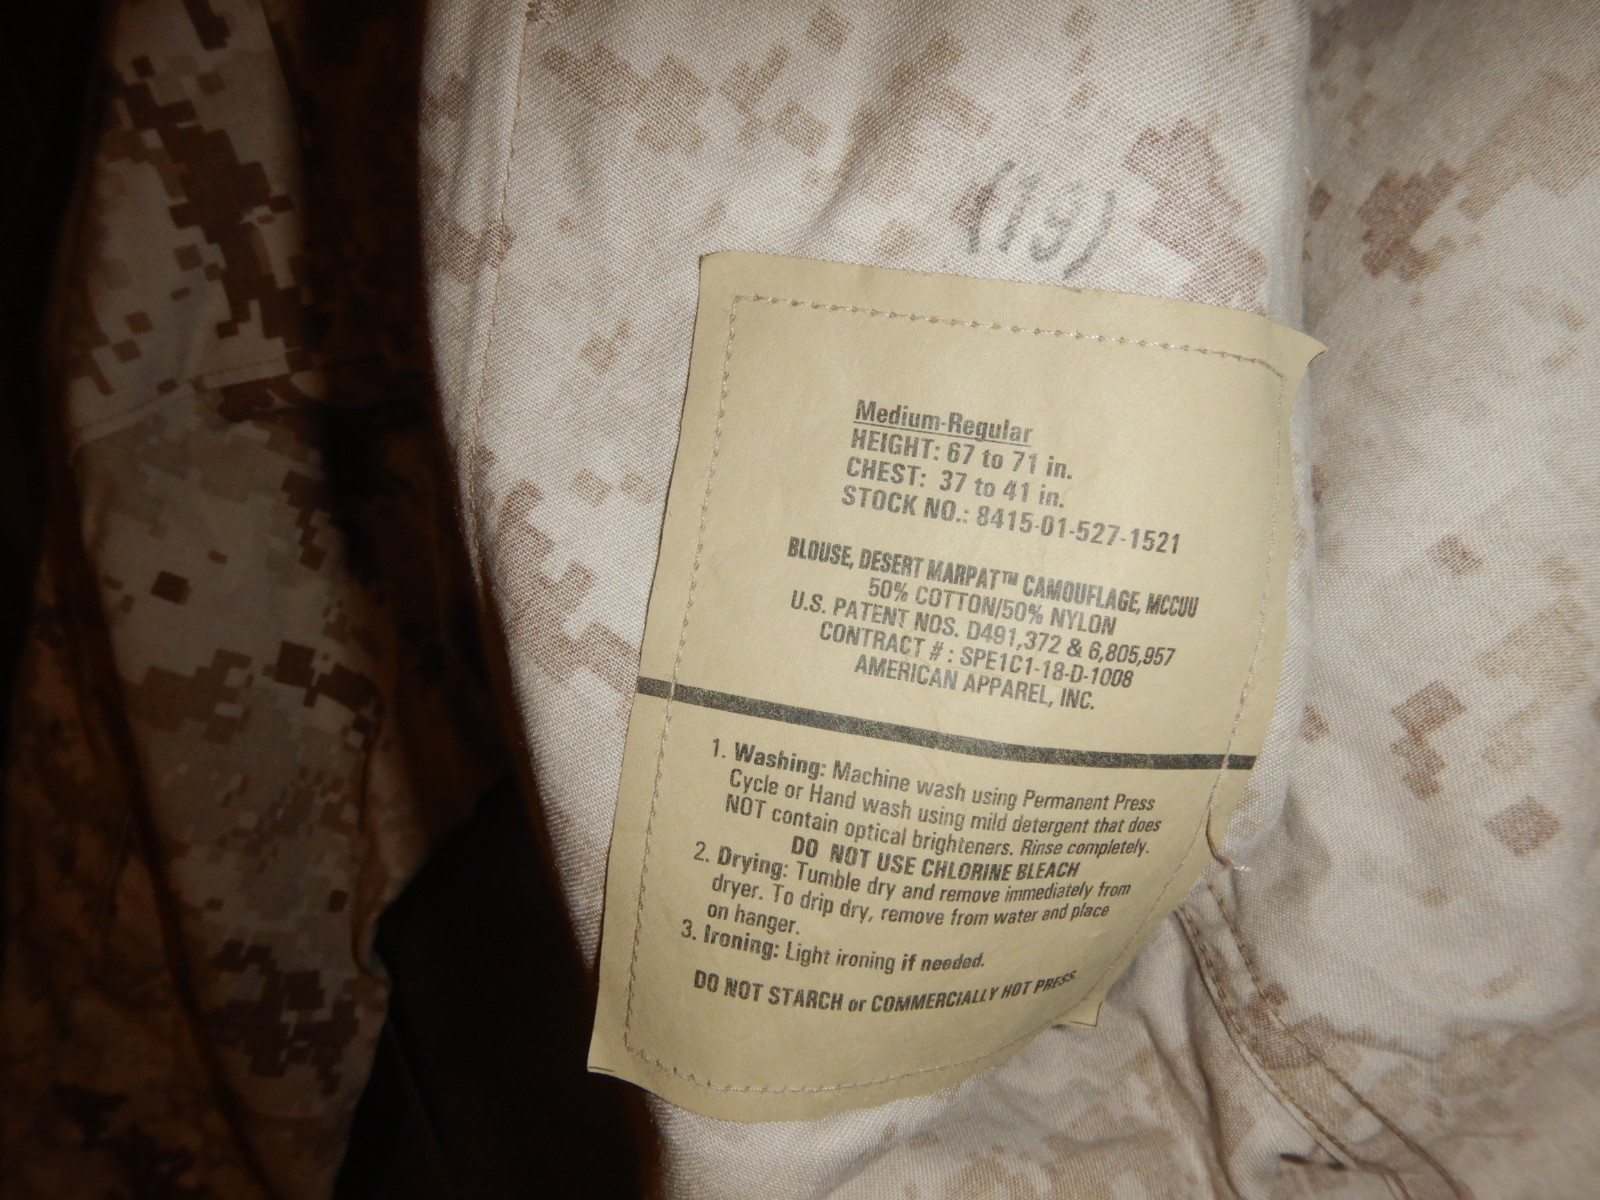 (19)
Medium-Regular
HEIGHT: 67 to 71 in.
CHEST: 37 to 41 in.
STOCK NO.: 8415-01-527-1521
BLOUSE, DESERT MARPAT™ CAMOUFLAGE, MCCUU
50% COTTON/50% NYLON
U.S. PATENT NOS. D491,372 & 6,805,957
CONTRACT # : SPE1C1-18-D-1008
AMERICAN APPAREL, INC.
1. Washing: Machine wash using Permanent Press
Cycle or Hand wash using mild detergent that does
NOT contain optical brighteners. Rinse completely.
DO NOT USE CHLORINE BLEACH
2. Drying: Tumble dry and remove immediately from
dryer. To drip dry, remove from water and place
on hanger.
3. Ironing: Light ironing if needed.
DO NOT STARCH or COMMERCIALLY HOT PRESS